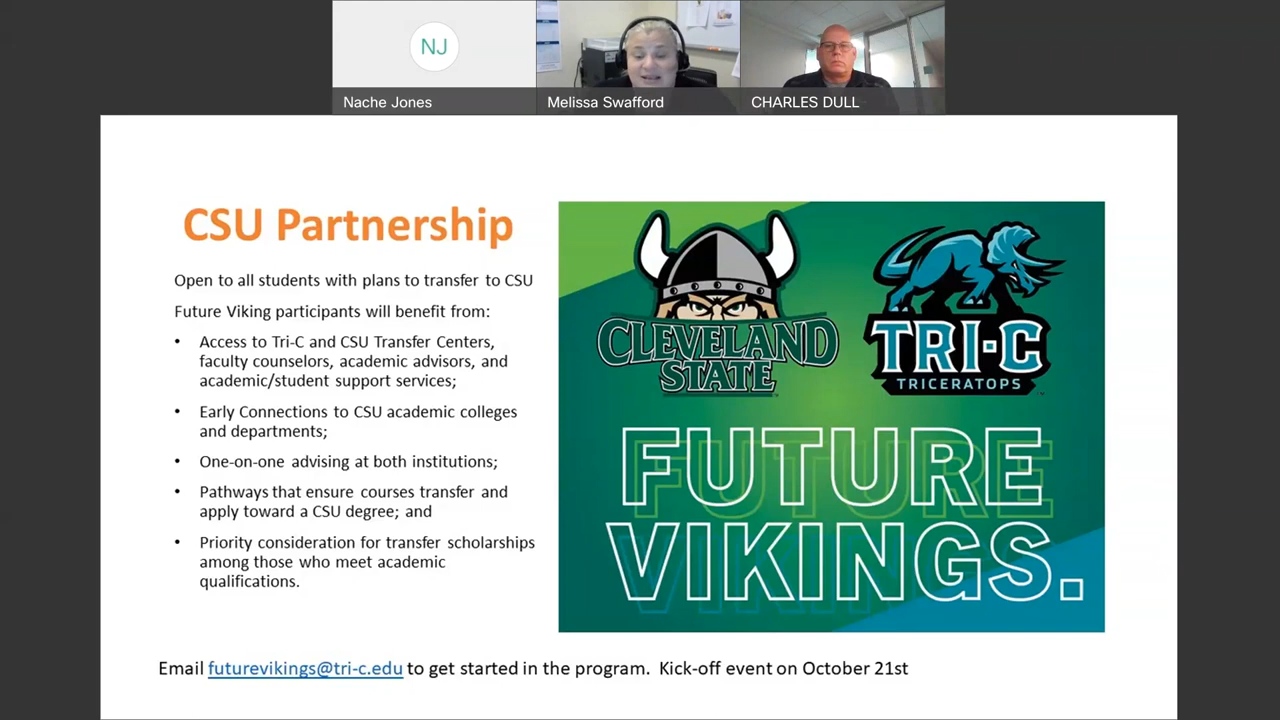 NJ
Nache Jones
Melissa Swafford
CHARLES DULL
CSU Partnership
Open to all students with plans to transfer to CSU
Future Viking participants will benefit from:
• Access to Tri-C and CSU Transfer Centers,
faculty counselors, academic advisors, and
academic/student support services;
• Early Connections to CSU academic colleges
and departments;
• One-on-one advising at both institutions;
• Pathways that ensure courses transfer and
apply toward a CSU degree; and
• Priority consideration for transfer scholarships
among those who meet academic
qualifications.
CLEVELAND
STATE
TRI-C
TRICERATOPS
FUTURE
VIKINGS.
Email futurevikings@tri-c.edu to get started in the program. Kick-off event on October 21st